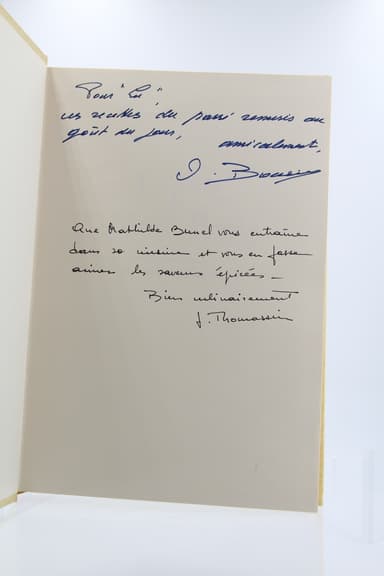 Pour "Lu",
ces recettes du passé remises au
goût du jour,
amicalement,
J. Bo
Que Mathilde Brunel vous entraîne
dans sa cuisine et vous en fasse
aimer les saveurs épicées -
Bien culinairement
J. Thomassin